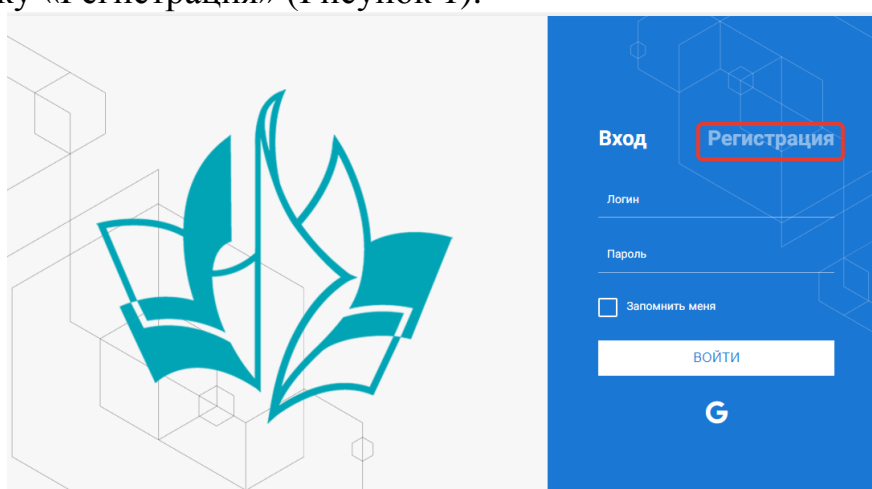 ку «Регистрация» (Рисунок 1).
Вход Регистрация
Логин
Пароль
Запомнить меня
ВОЙТИ
G